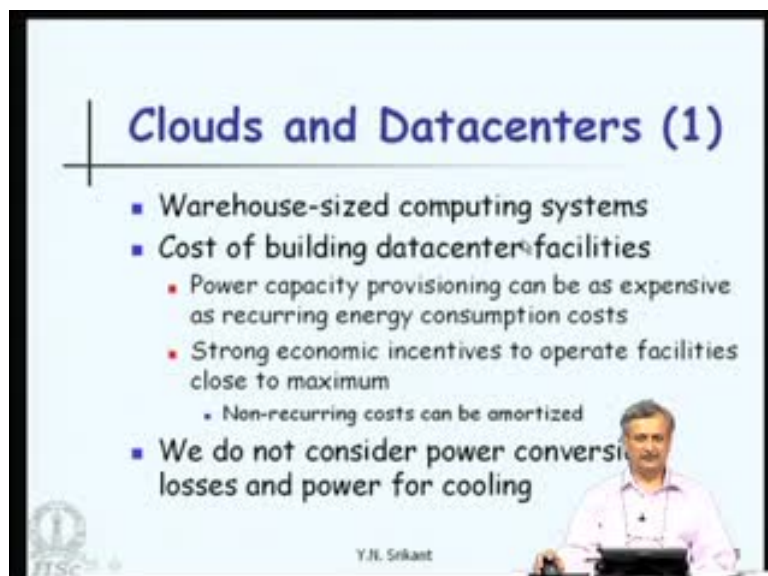 Clouds and Datacenters (1)
Warehouse-sized computing systems
Cost of building datacenter facilities
Power capacity provisioning can be as expensive
as recurring energy consumption costs
Strong economic incentives to operate facilities
close to maximum
Non-recurring costs can be amortized
We do not consider power
losses and power for cooling
Y.N. Srikant